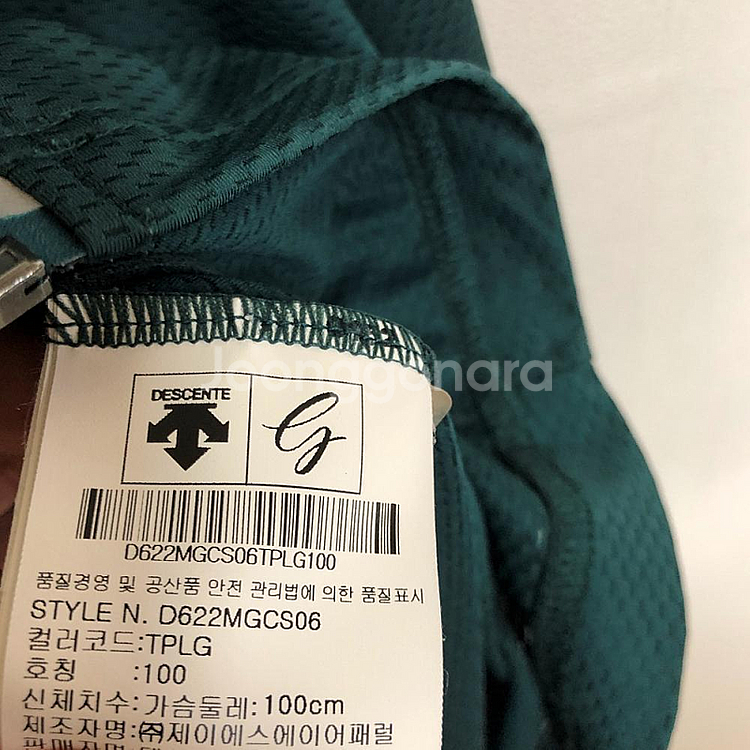 Joonggonara
DESCENTE
G
D622MGCS06TPLG100
품질경영 및 공산품 안전 관리법에 의한 품질표시
STYLE N. D622MGCS06
컬러코드:TPLG
호칭 :100
신체치수:가슴둘레:100cm
제조자명:㈜제이에스에이어패럴